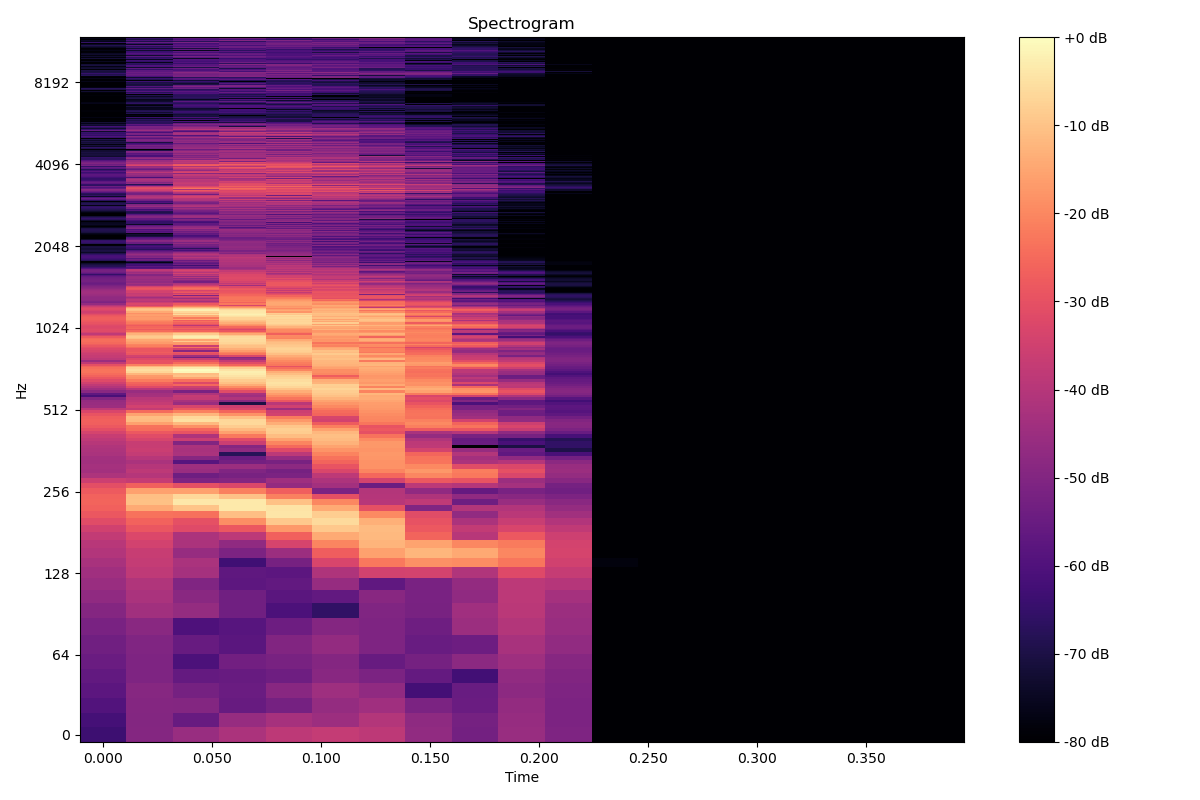 Spectrogram
+0 dB
8192
-10 dB
4096
-20 dB
2048
-30 dB
1024
Hz
-40 dB
512
-50 dB
256
128
-60 dB
64
-70 dB
0
-80 dB
0.000 0.050 0.100 0.150 0.200 0.250 0.300 0.350
Time